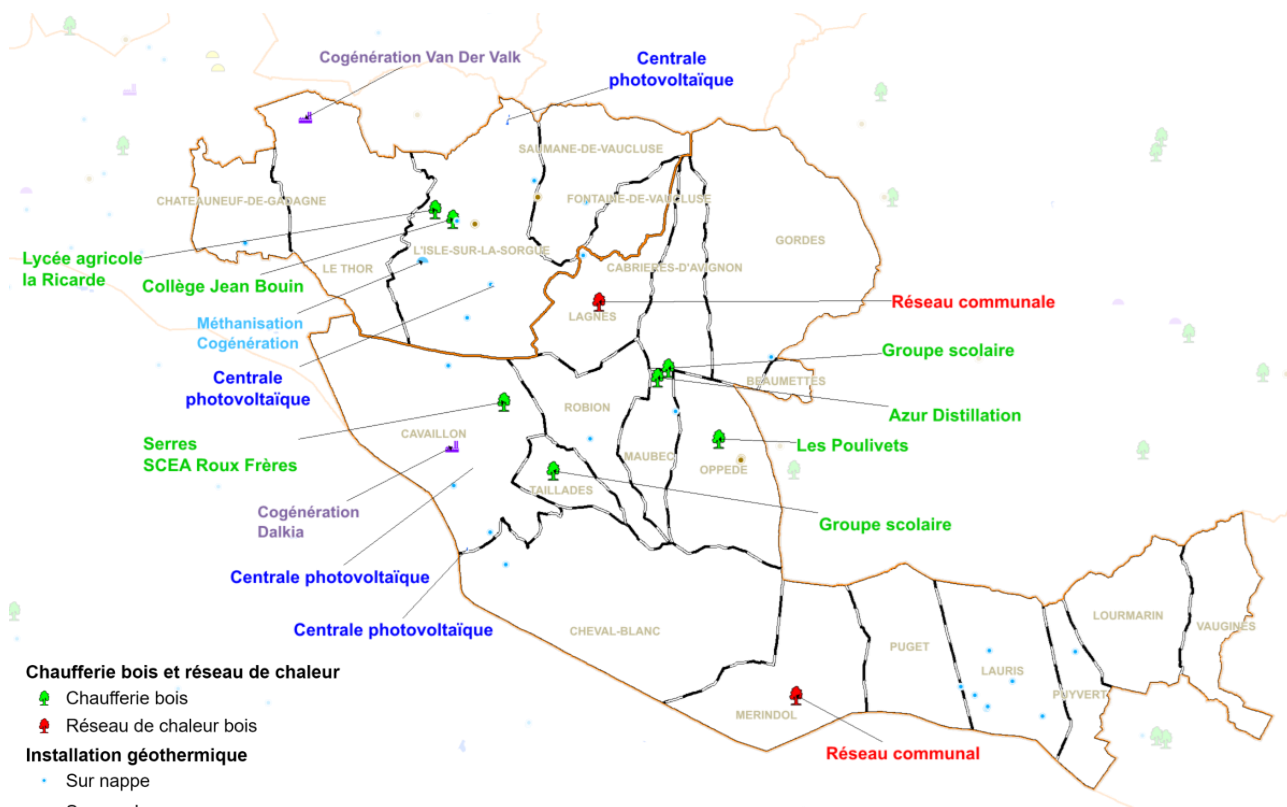 Cogénération Van Der Valk
Centrale
photovoltaïque
SAUMANE-DE-VAUCLUSE
CHATEAUNEUF-DE-GADAGNE
FONTAINE-DE-VAUCLUSE
GORDES
L'ISLE-SUR-LA-SORGUE
Lycée agricole
la Ricarde
LE THOR
CABRIERES-D'AVIGNON
Collège Jean Bouin
Réseau communale
LAGNES
Méthanisation
Cogénération
Groupe scolaire
Centrale
photovoltaïque
BEAUMETTES
ROBION
Azur Distillation
CAVAILLON
Serres
SCEA Roux Frères
Les Poulivets
MAUBEC
OPPEDE
TAILLADES
Cogénération
Dalkia
Groupe scolaire
Centrale photovoltaïque
Centrale photovoltaïque
CHEVAL-BLANC
LOURMARIN
VAUGINES
PUGET
LAURIS
PUYVERT
MERINDOL
Réseau communal
Chaufferie bois et réseau de chaleur
Chaufferie bois
Réseau de chaleur bois
Installation géothermique
Sur nappe